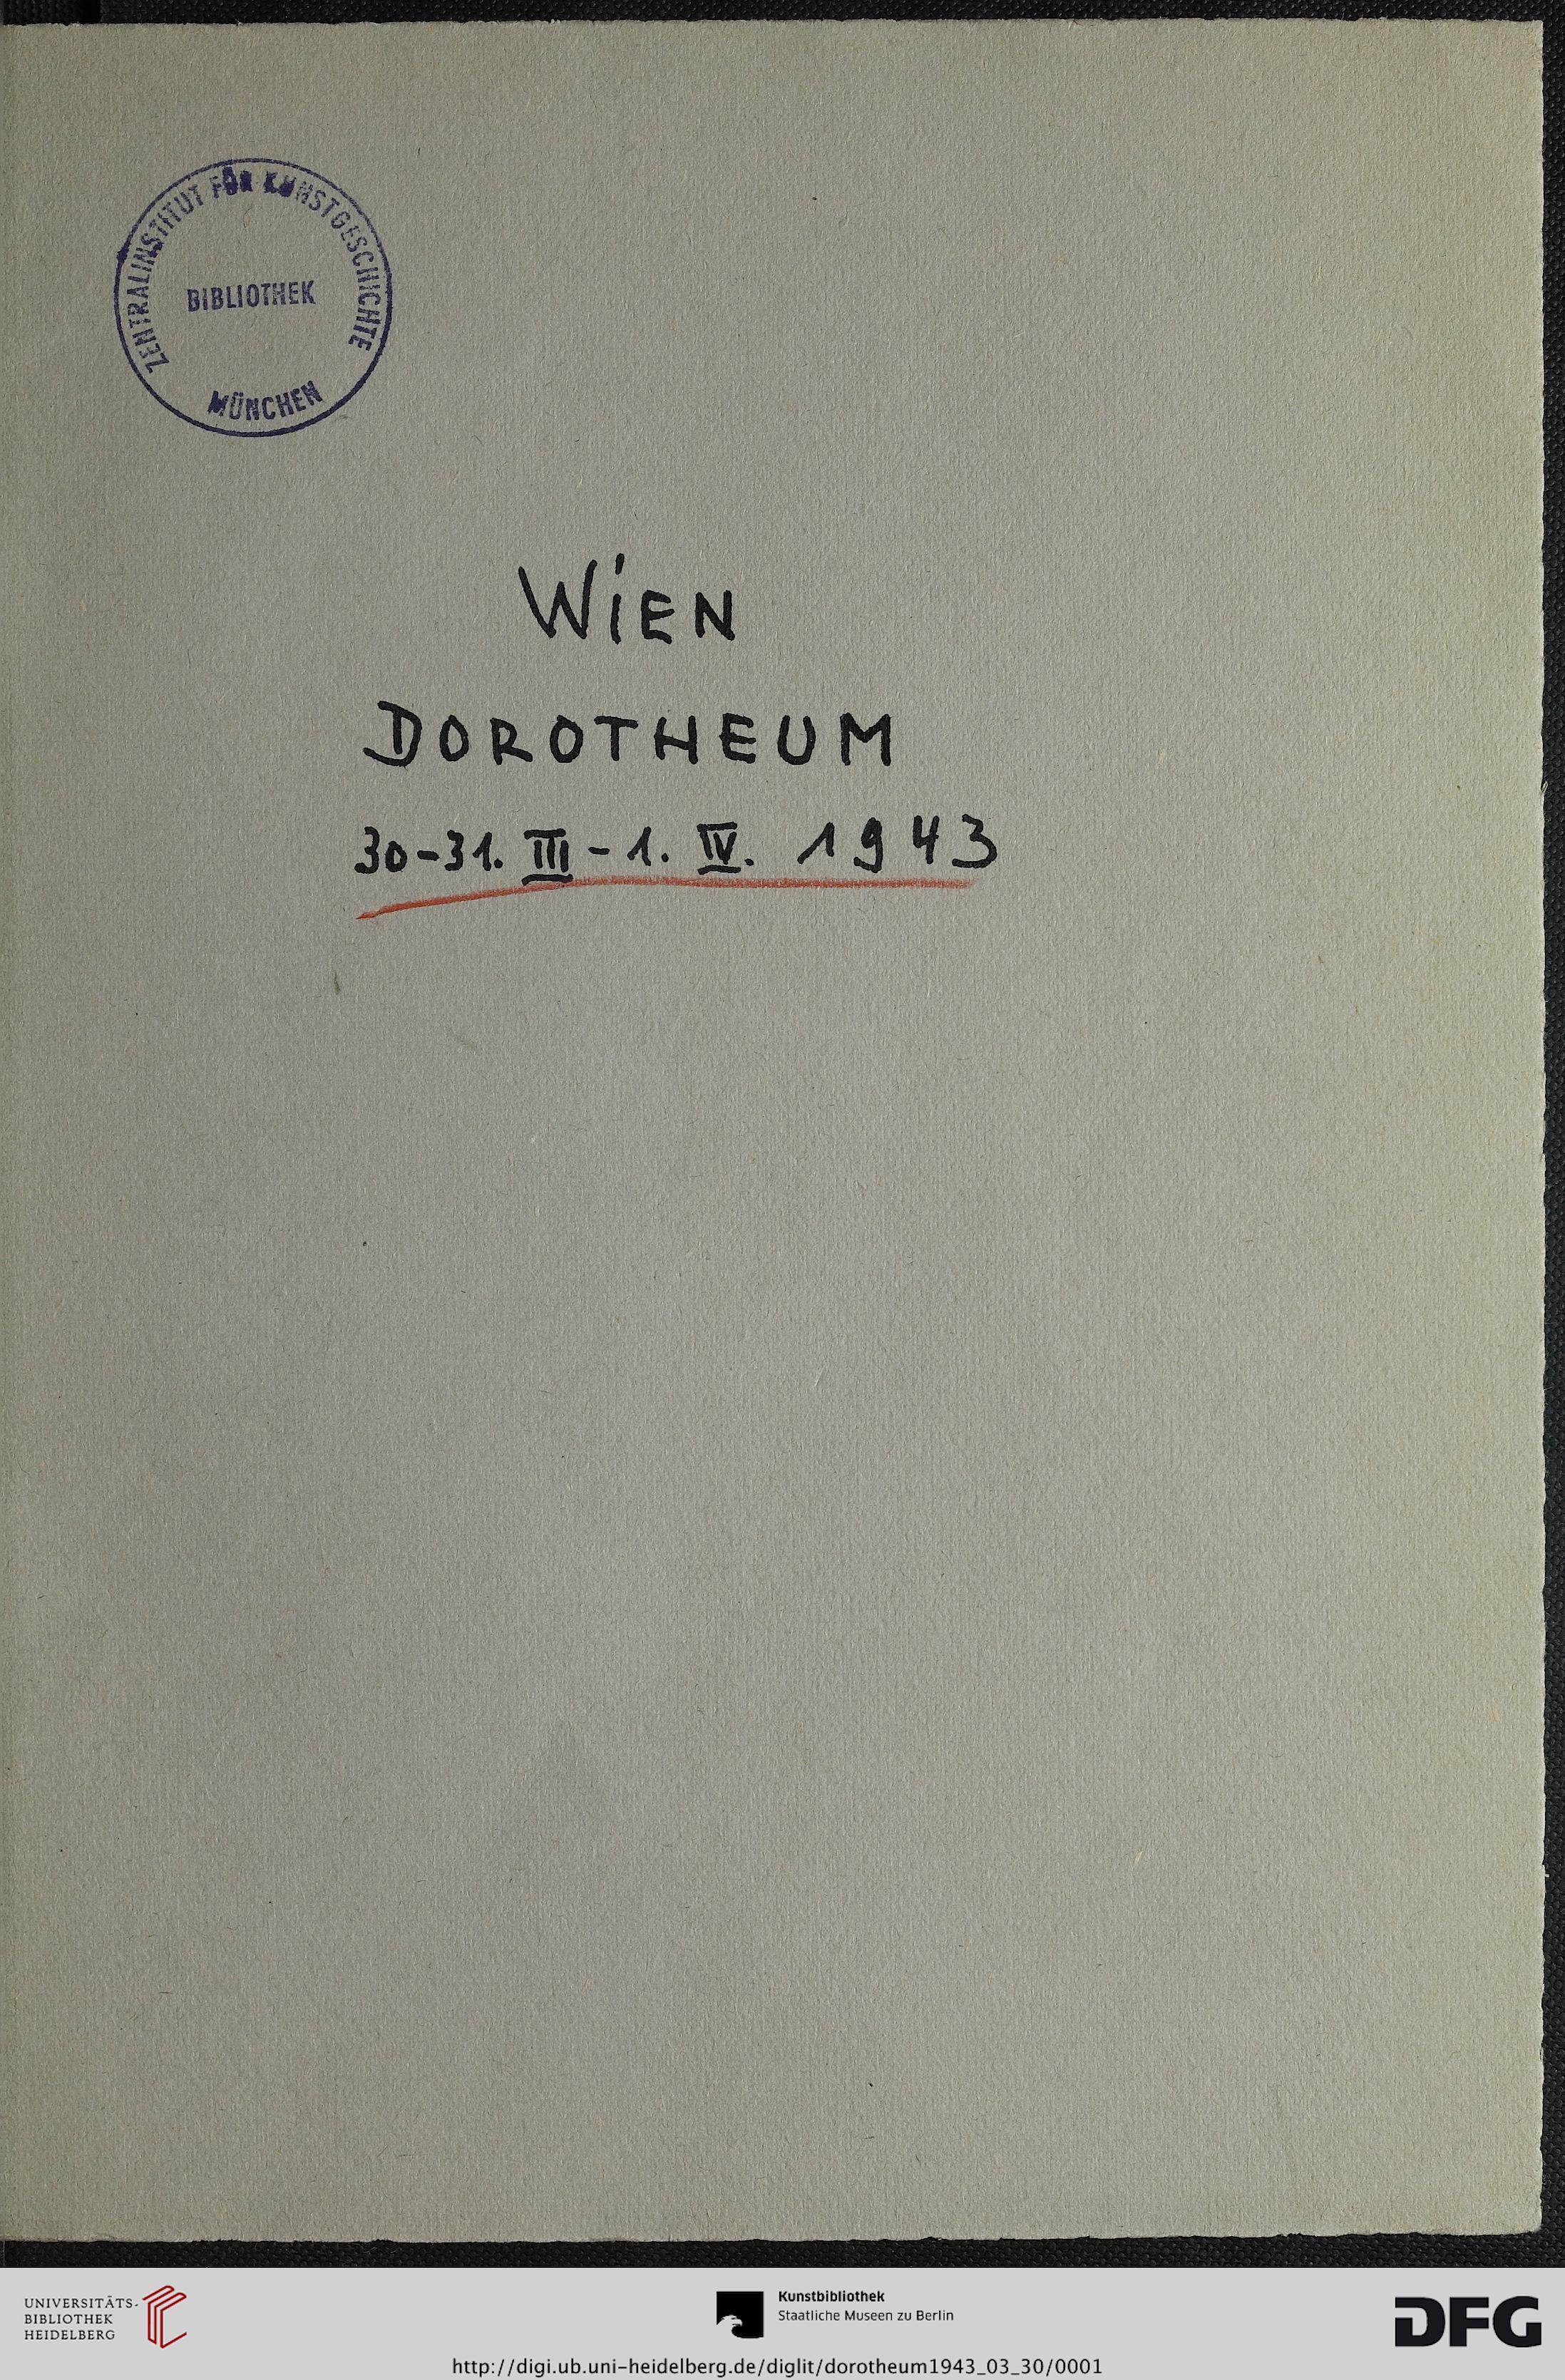 ZENTRALINSTITUT FÜR KUNSTGESCHICHTE
BIBLIOTHEK
MÜNCHEN
WiEN
DOROTHEUM
30-31. III - 1. IV. 1943
UNIVERSITÄTS-
BIBLIOTHEK
HEIDELBERG
Kunstbibliothek
Staatliche Museen zu Berlin
DFG
http://digi.ub.uni-heidelberg.de/diglit/dorotheum1943_03_30/0001